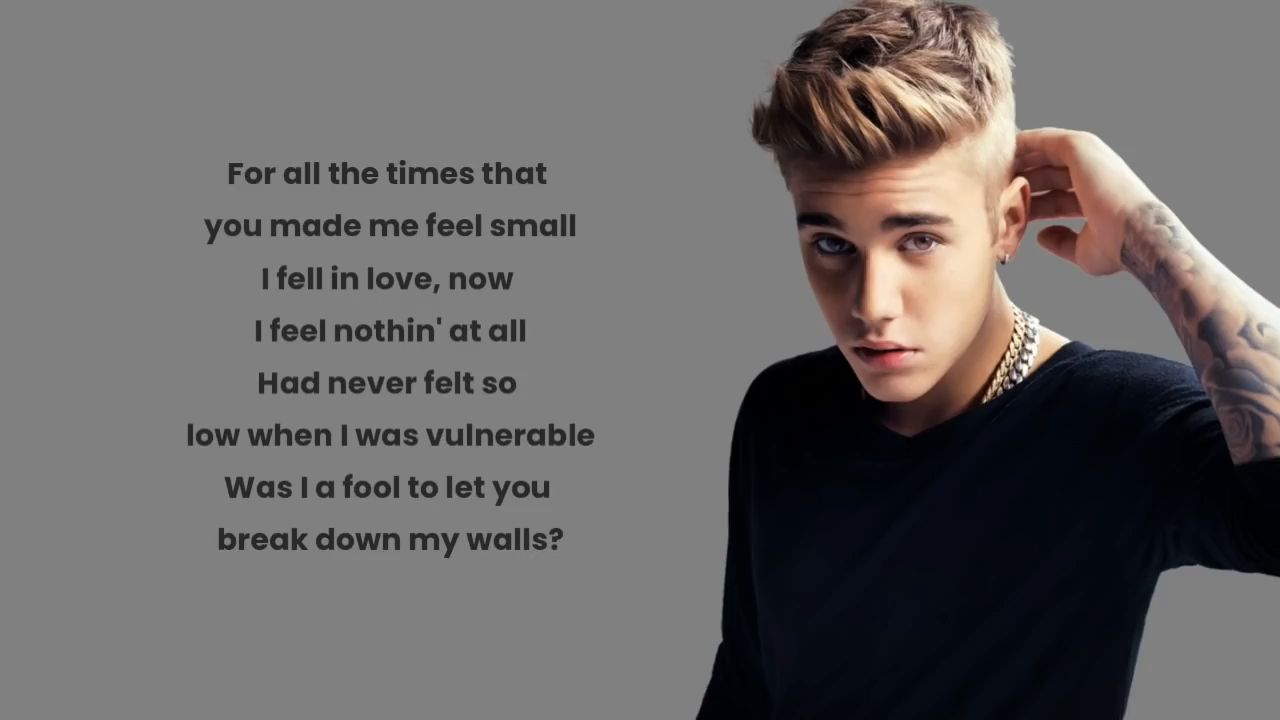 For all the times that
you made me feel small
I fell in love, now
I feel nothin' at all
Had never felt so
low when I was vulnerable
Was I a fool to let you
break down my walls?